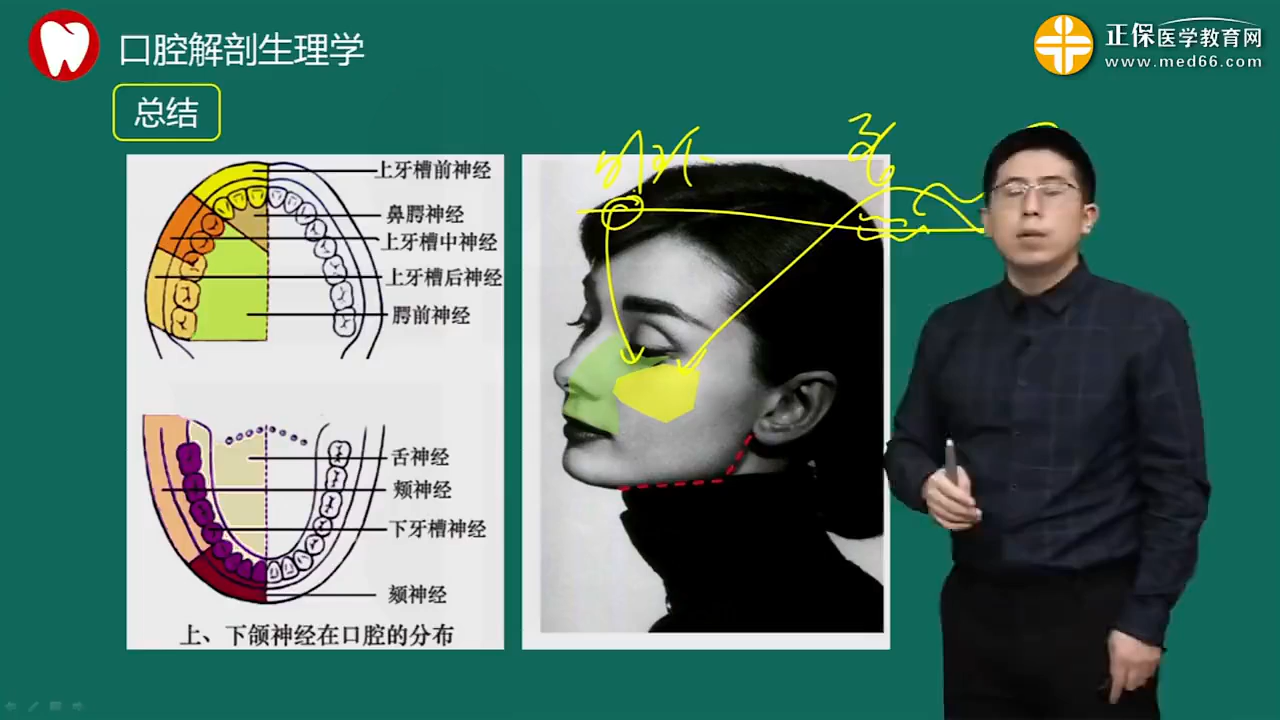 口腔解剖生理学
正保医学教育网
www.med66.com
总结
上牙槽前神经
鼻腭神经
上牙槽中神经
上牙槽后神经
腭前神经
舌神经
颊神经
下牙槽神经
颏神经
上、下颌神经在口腔的分布